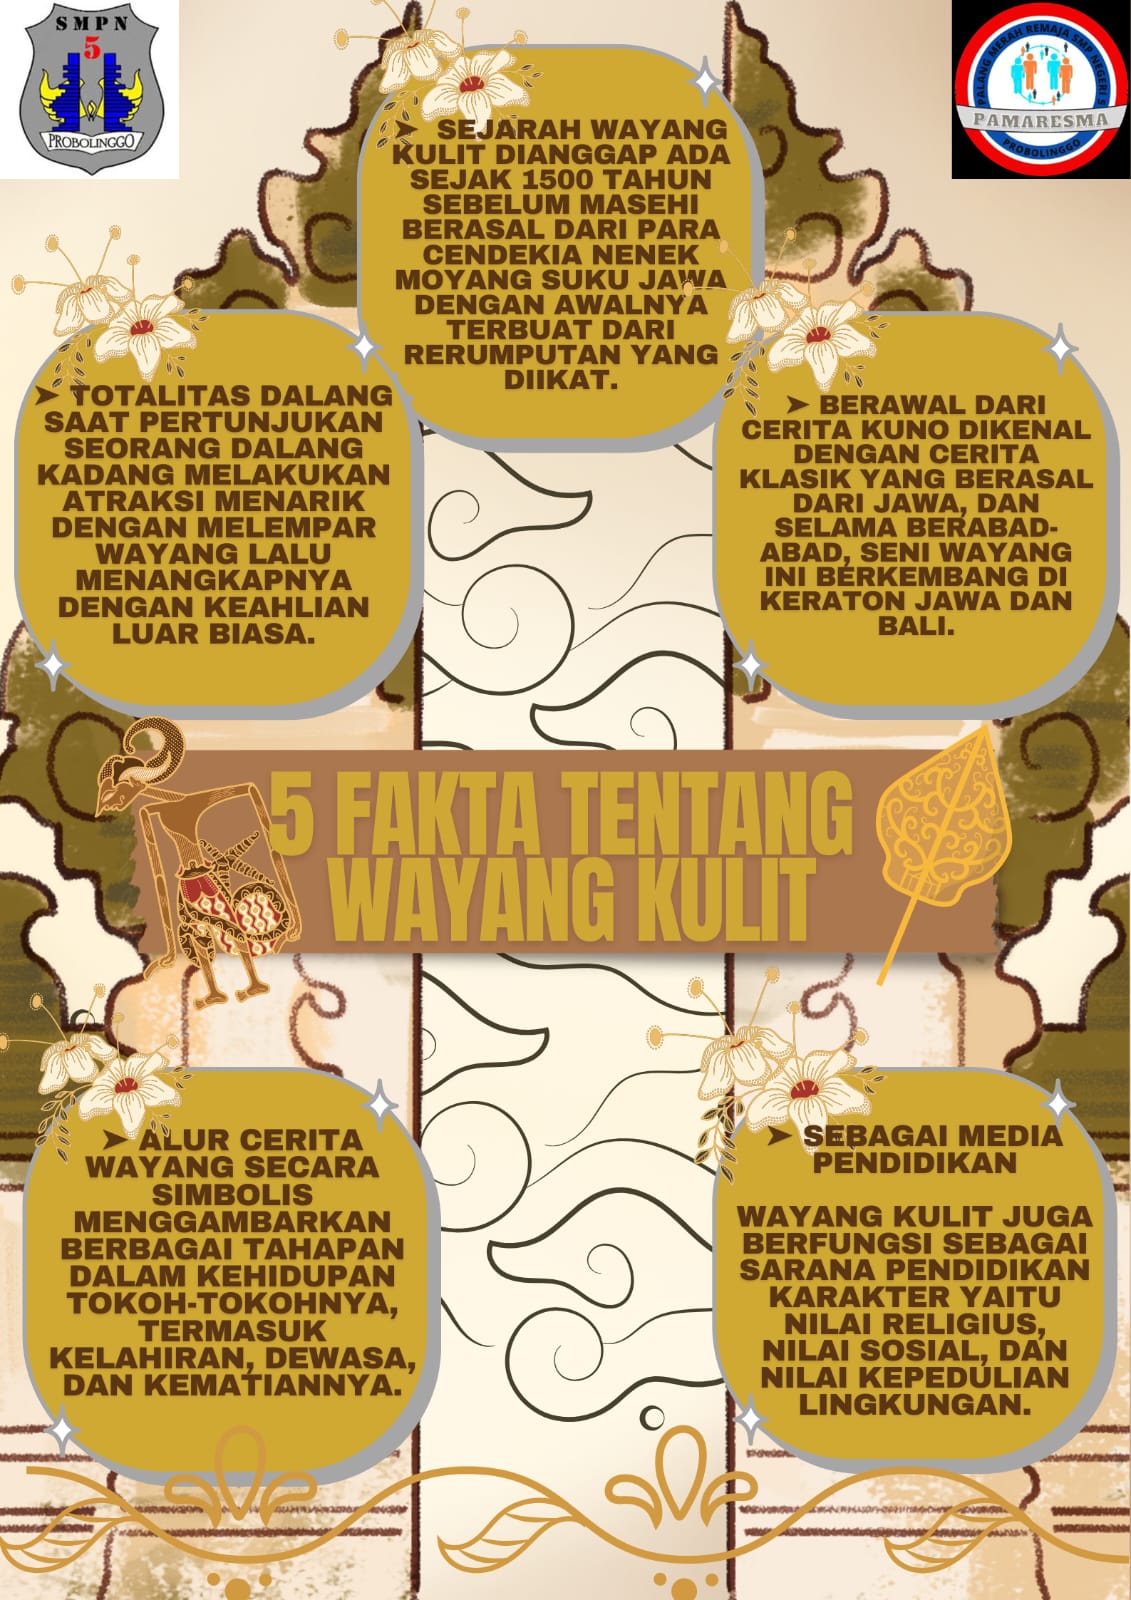 SMPN
5
PROBOLINGGO
PALANG MERAH REMAJA SMP NEGERI 5
PAMARESMA
PROBOLINGGO
➤ SEJARAH WAYANG
KULIT DIANGGAP ADA
SEJAK 1500 TAHUN
SEBELUM MASEHI
BERASAL DARI PARA
CENDEKIA NENEK
MOYANG SUKU JAWA
DENGAN AWALNYA
TERBUAT DARI
RERUMPUTAN YANG
DIIKAT.
➤ TOTALITAS DALANG
SAAT PERTUNJUKAN
SEORANG DALANG
KADANG MELAKUKAN
ATRAKSI MENARIK
DENGAN MELEMPAR
WAYANG LALU
MENANGKAPNYA
DENGAN KEAHLIAN
LUAR BIASA.
➤ BERAWAL DARI
CERITA KUNO DIKENAL
DENGAN CERITA
KLASIK YANG BERASAL
DARI JAWA, DAN
SELAMA BERABAD-
ABAD, SENI WAYANG
INI BERKEMBANG DI
KERATON JAWA DAN
BALI.
5 FAKTA TENTANG
WAYANG KULIT
➤ ALUR CERITA
WAYANG SECARA
SIMBOLIS
MENGGAMBARKAN
BERBAGAI TAHAPAN
DALAM KEHIDUPAN
TOKOH-TOKOHNYA,
TERMASUK
KELAHIRAN, DEWASA,
DAN KEMATIANNYA.
➤ SEBAGAI MEDIA
PENDIDIKAN
WAYANG KULIT JUGA
BERFUNGSI SEBAGAI
SARANA PENDIDIKAN
KARAKTER YAITU
NILAI RELIGIUS,
NILAI SOSIAL, DAN
NILAI KEPEDULIAN
LINGKUNGAN.